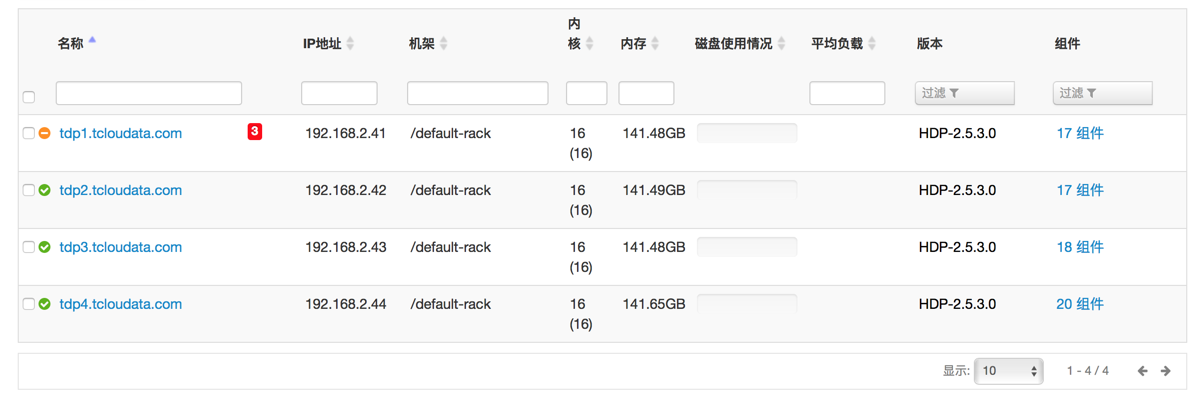 名称 IP地址 机架 内核 内存 磁盘使用情况 平均负载 版本 组件
过滤 过滤
tdp1.tcloudata.com 3 192.168.2.41 /default-rack 16 (16) 141.48GB HDP-2.5.3.0 17 组件
tdp2.tcloudata.com 192.168.2.42 /default-rack 16 (16) 141.49GB HDP-2.5.3.0 17 组件
tdp3.tcloudata.com 192.168.2.43 /default-rack 16 (16) 141.48GB HDP-2.5.3.0 18 组件
tdp4.tcloudata.com 192.168.2.44 /default-rack 16 (16) 141.65GB HDP-2.5.3.0 20 组件
显示: 10 1 - 4 / 4